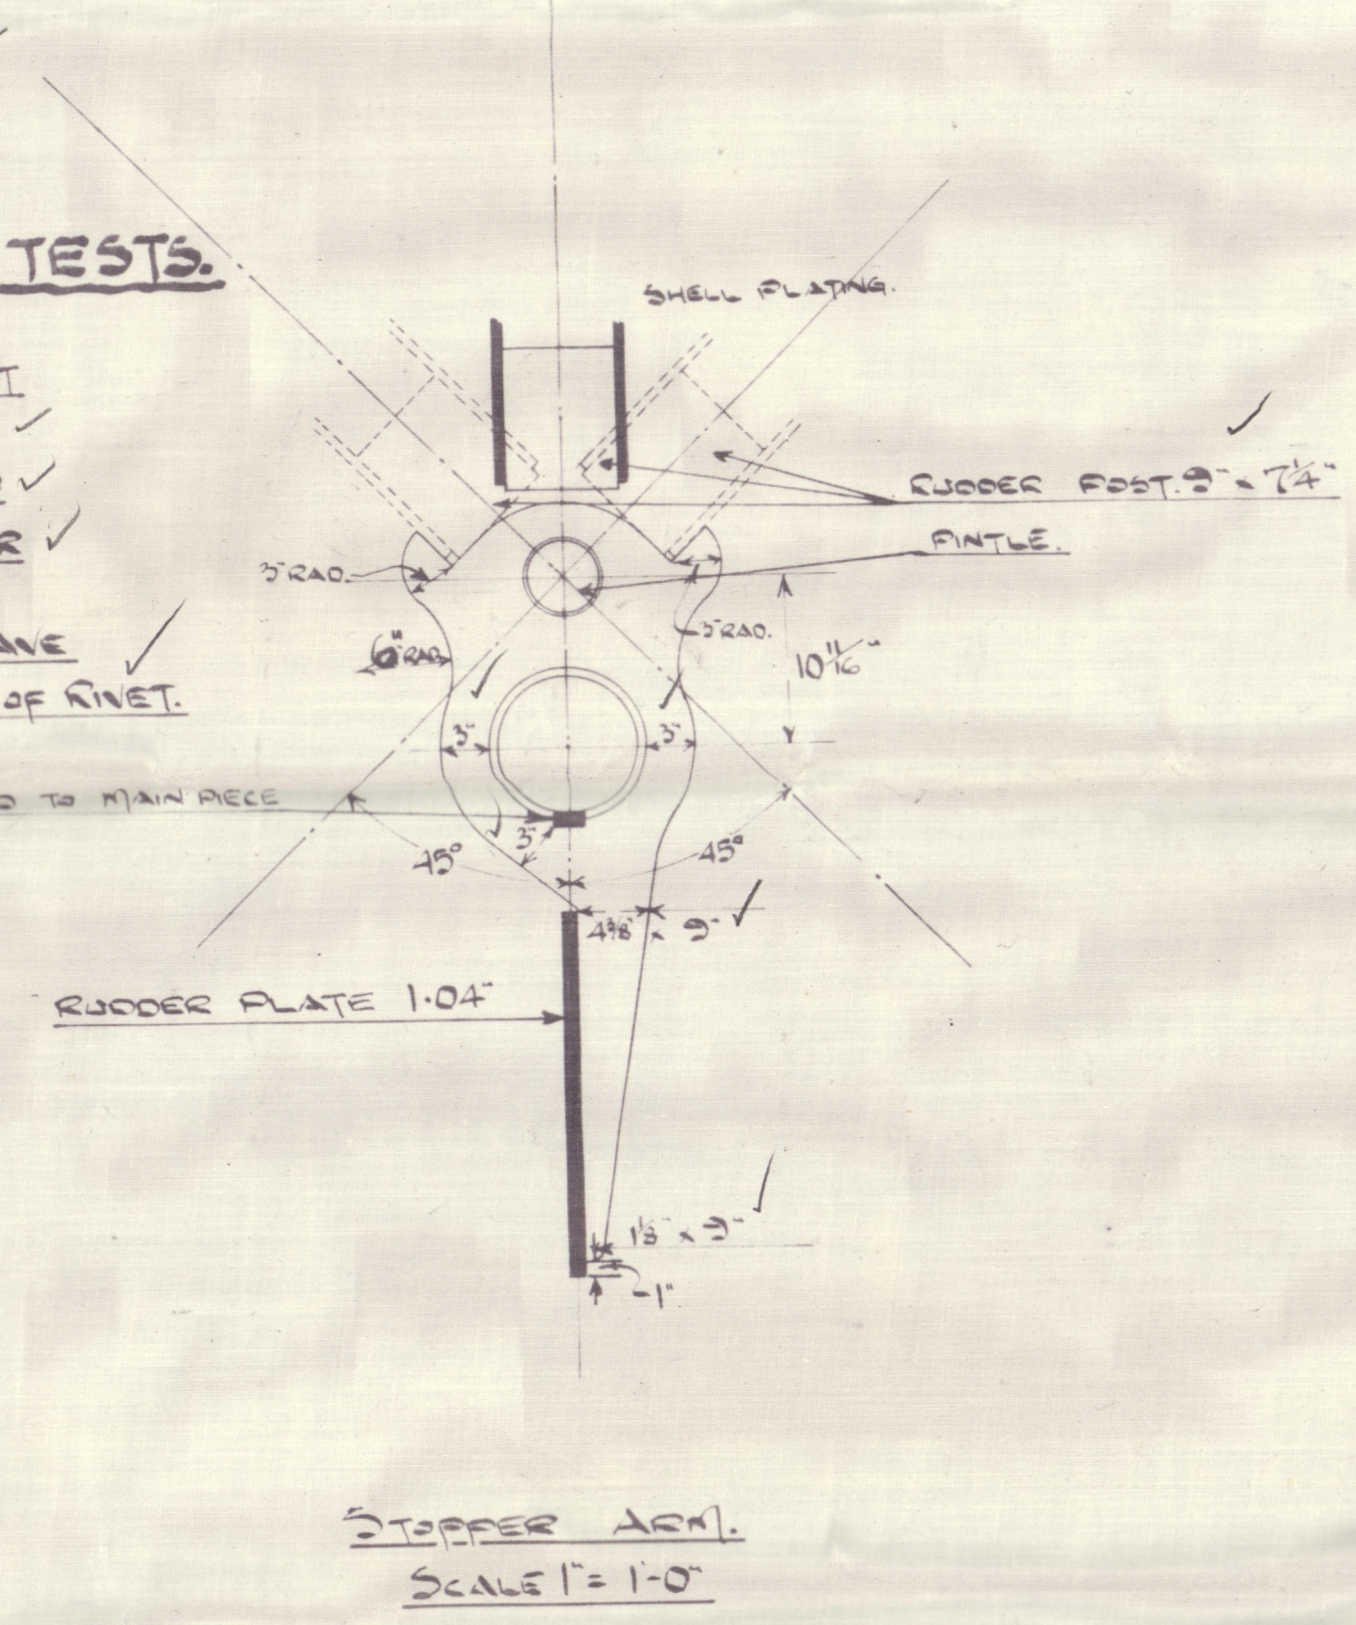 TESTS.
SHELL PLATING.
RUDDER POST. 9" x 7¼"
PINTLE.
3" RAD.
3" RAD.
6" RAD.
10 11/16"
OF RIVET.
3"
3"
TO MAIN PIECE
3"
45°
45°
4⅜" x 9"
RUDDER PLATE 1·04"
1⅛" x 9"
1"
STOPPER ARM.
SCALE 1" = 1'-0"